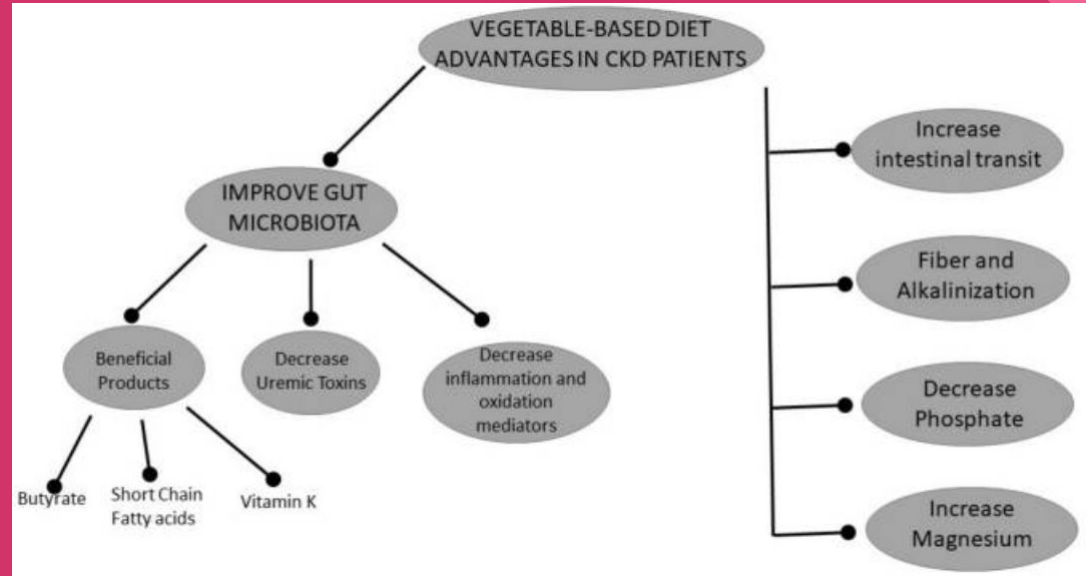 VEGETABLE-BASED DIET
ADVANTAGES IN CKD PATIENTS
IMPROVE GUT
MICROBIOTA
Beneficial
Products
Decrease
Uremic Toxins
Decrease
inflammation and
oxidation
mediators
Butyrate
Short Chain
Fatty acids
Vitamin K
Increase
intestinal transit
Fiber and
Alkalinization
Decrease
Phosphate
Increase
Magnesium